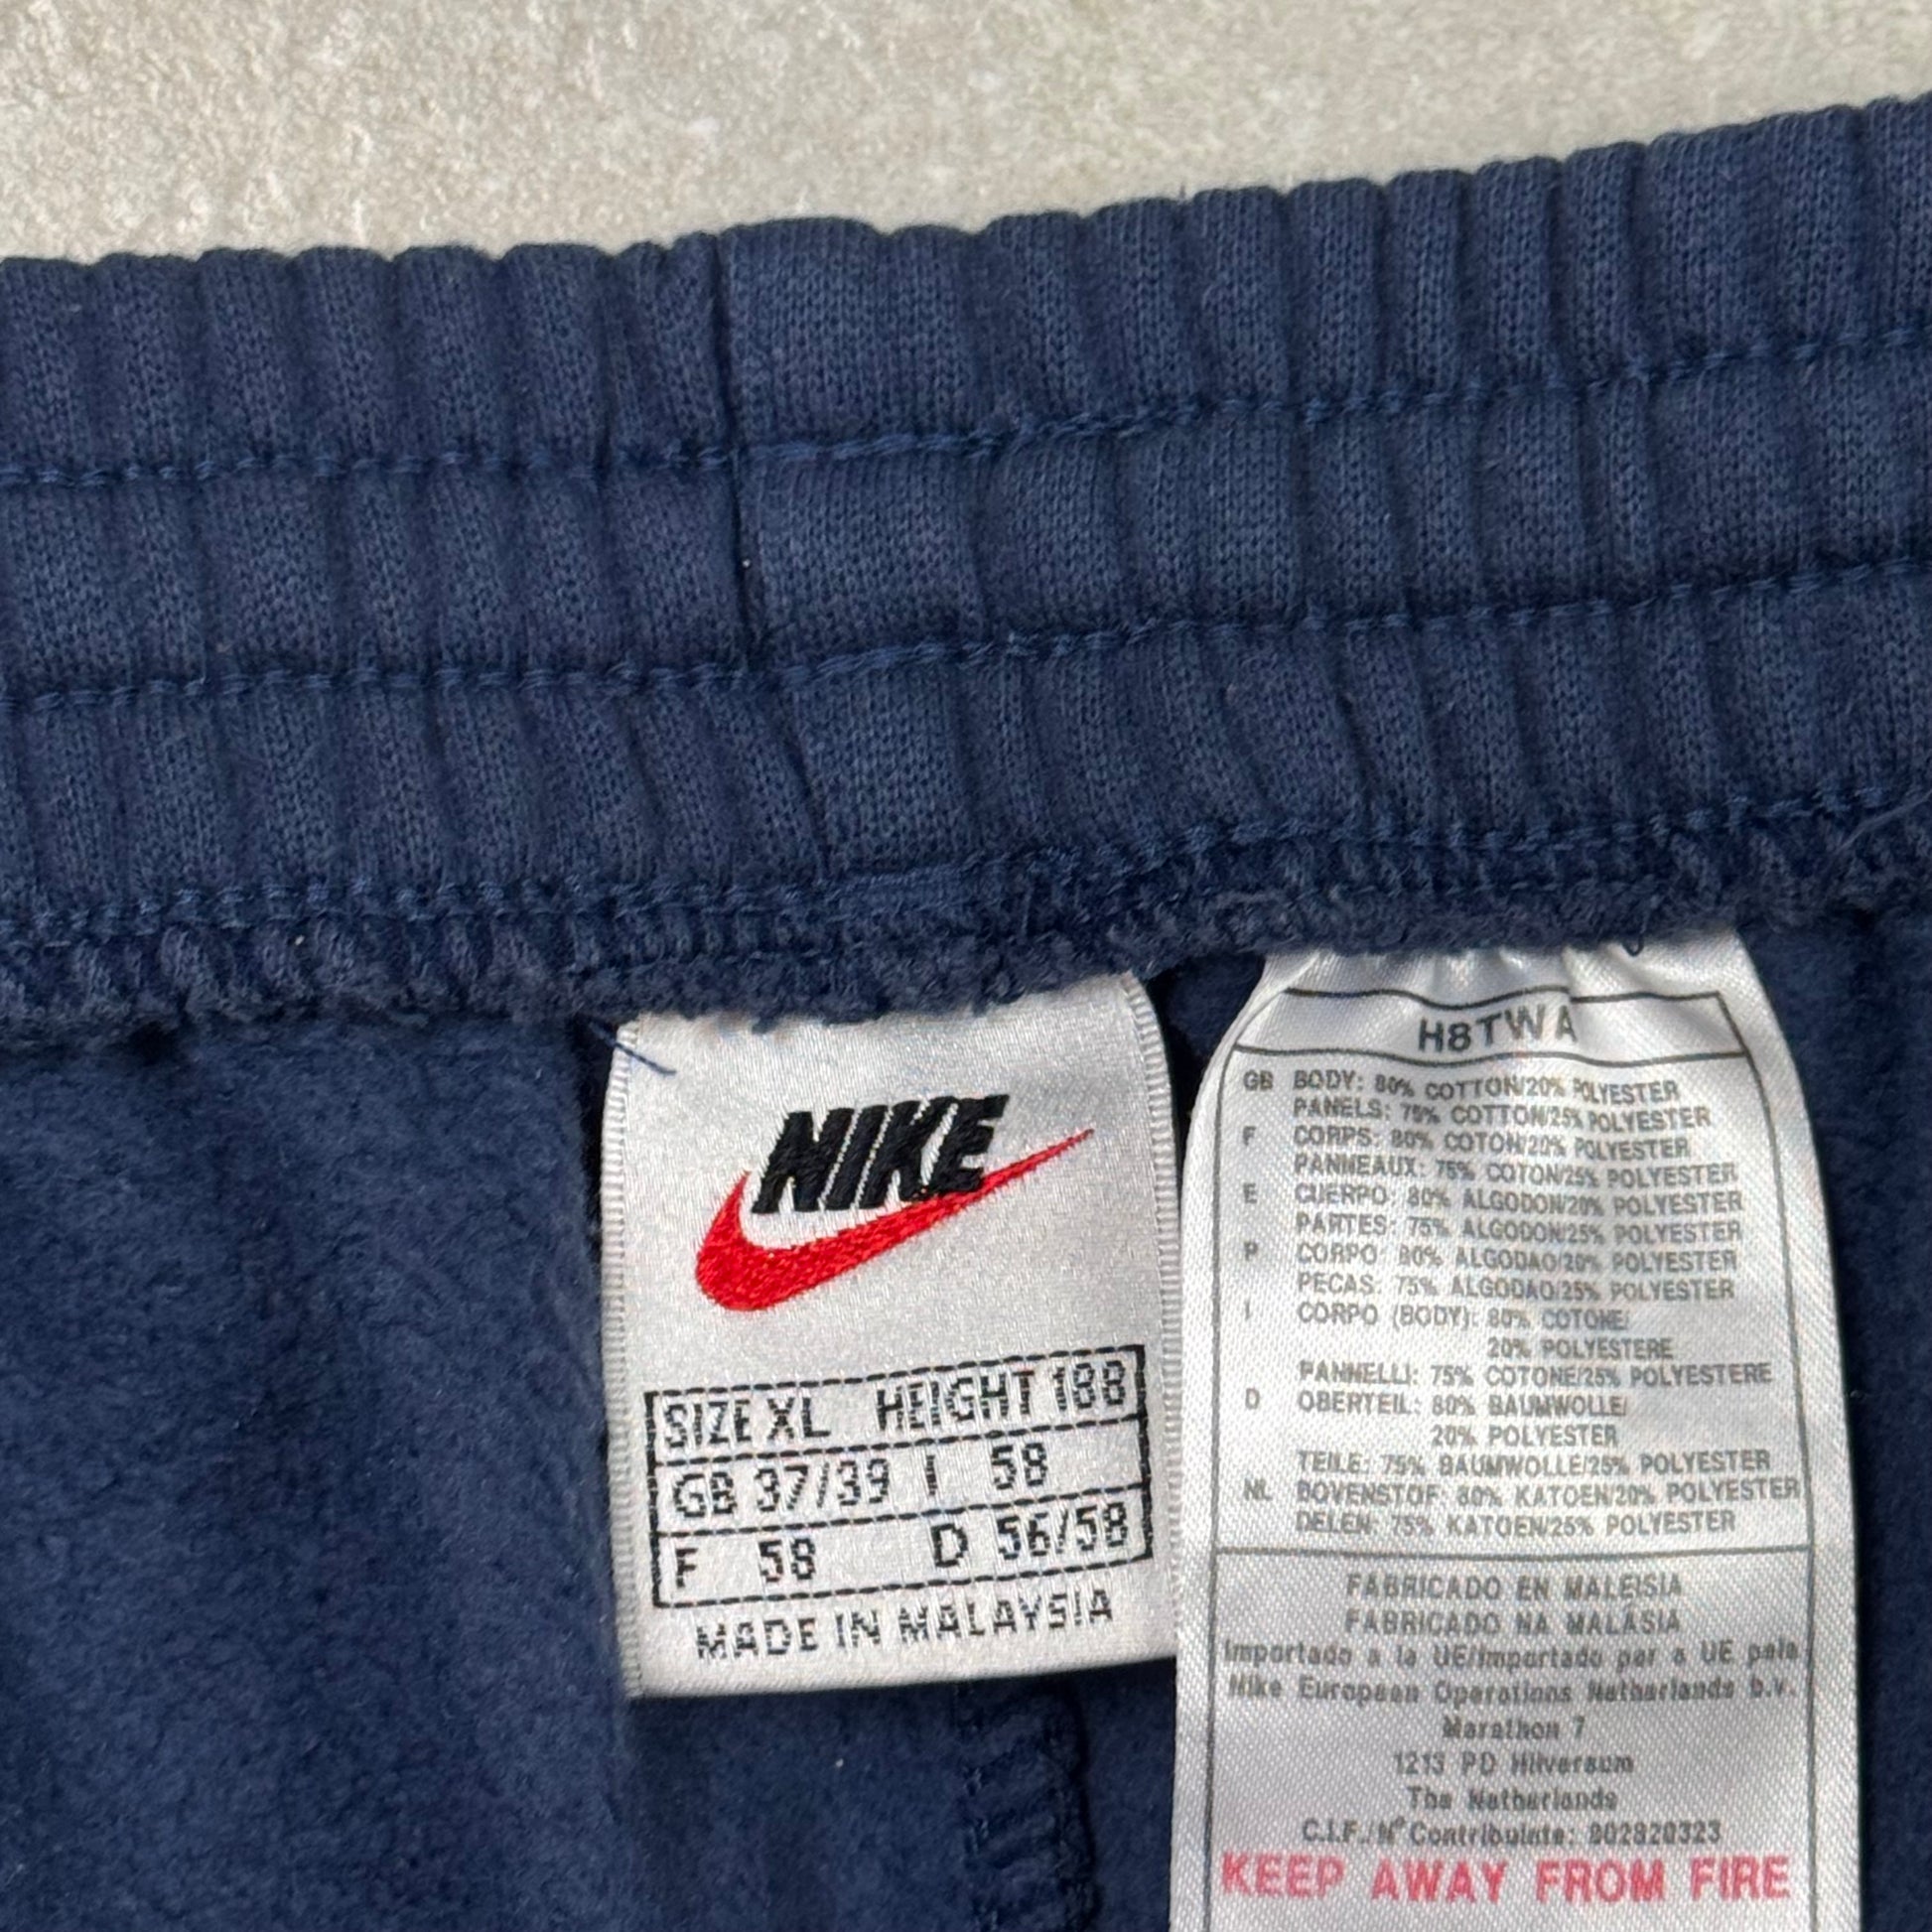 NIKE
SIZE XL HEIGHT 188
GB 37/39 I 58
F 58 D 56/58
MADE IN MALAYSIA
H8TWA
GB BODY: 80% COTTON/20% POLYESTER
PANELS: 75% COTTON/25% POLYESTER
F CORPS: 80% COTON/20% POLYESTER
PANNEAUX: 75% COTON/25% POLYESTER
E CUERPO: 80% ALGODON/20% POLYESTER
PARTES: 75% ALGODON/25% POLYESTER
P CORPO 80% ALGODAO/20% POLYESTER
PECAS: 75% ALGODAO/25% POLYESTER
I CORPO (BODY): 80% COTONE/
20% POLYESTERE
PANNELLI: 75% COTONE/25% POLYESTERE
D OBERTEIL: 80% BAUMWOLLE/
20% POLYESTER
TEILE: 75% BAUMWOLLE/25% POLYESTER
NL BOVENSTOF: 80% KATOEN/20% POLYESTER
DELEN: 75% KATOEN/25% POLYESTER
FABRICADO EN MALEISIA
FABRICADO NA MALASIA
Importado a la UE/Importado por a UE pela
Nike European Operations Netherlands b.v.
Marathon 7
1213 PD Hilversum
The Netherlands
C.I.F./Nº Contribuinte: 802820323
KEEP AWAY FROM FIRE